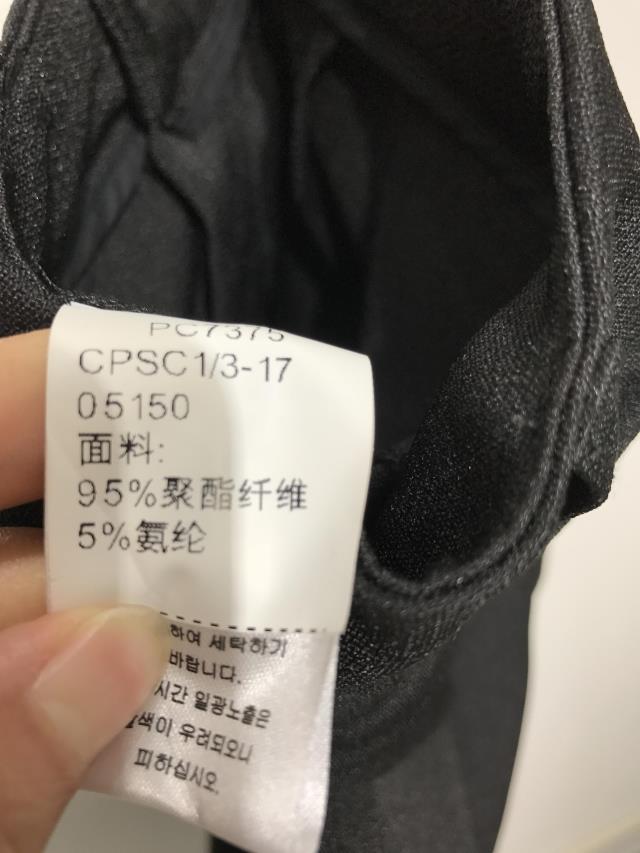 PC7375
CPSC1/3-17
05150
面料:
95%聚酯纤维
5%氨纶
하여 세탁하기
바랍니다.
시간 일광노출은
색이 우려되오니
피하십시오.